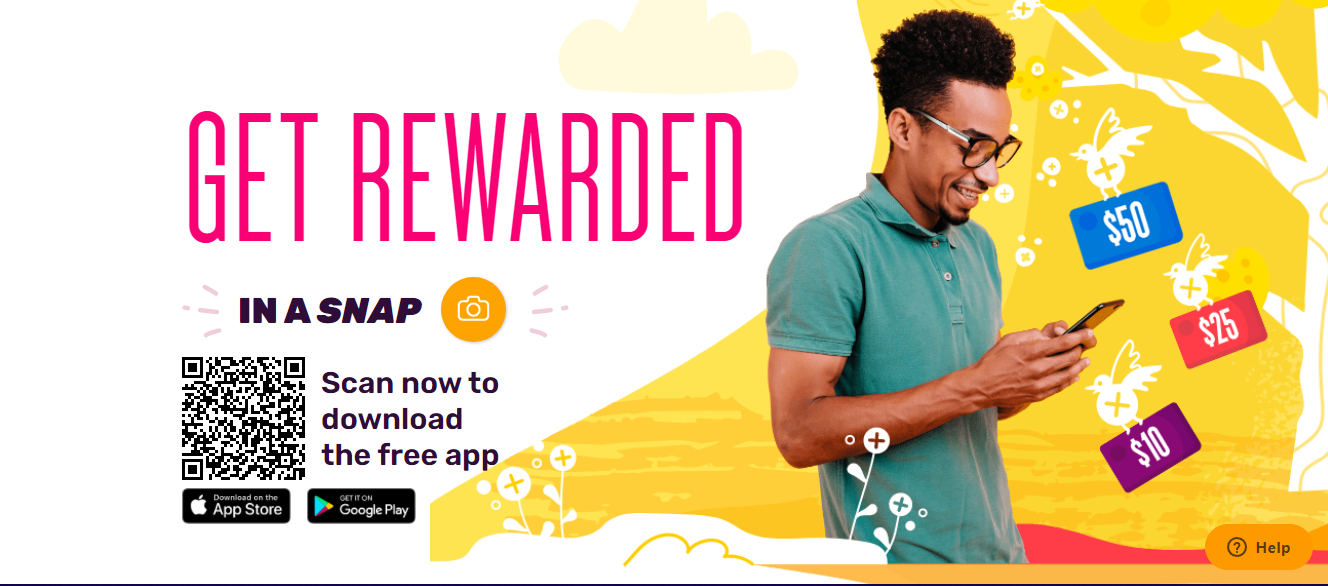 GET REWARDED
IN A SNAP
Scan now to
download
the free app
Download on the
App Store
GET IT ON
Google Play
$50
$25
$10
Help